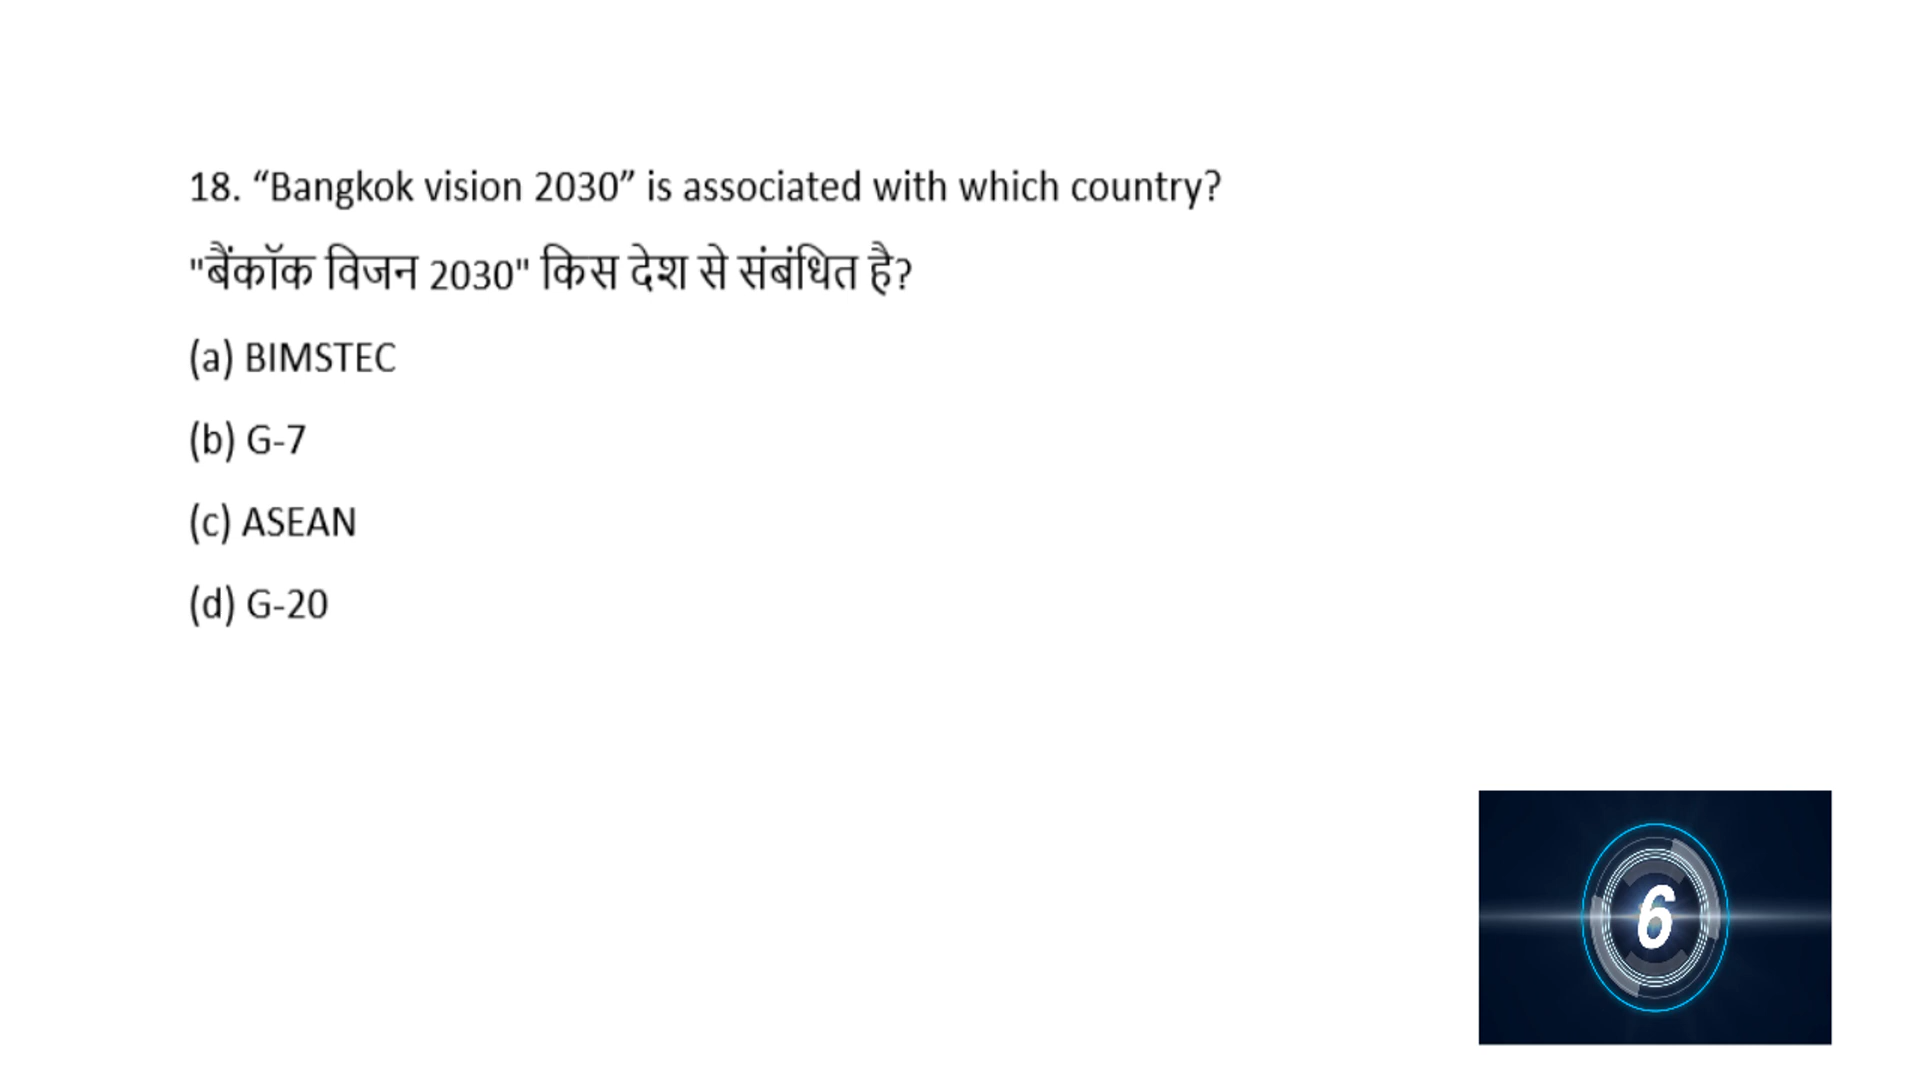 18. “Bangkok vision 2030” is associated with which country?
"बैंकॉक विजन 2030" किस देश से संबंधित है?
(a) BIMSTEC
(b) G-7
(c) ASEAN
(d) G-20
6